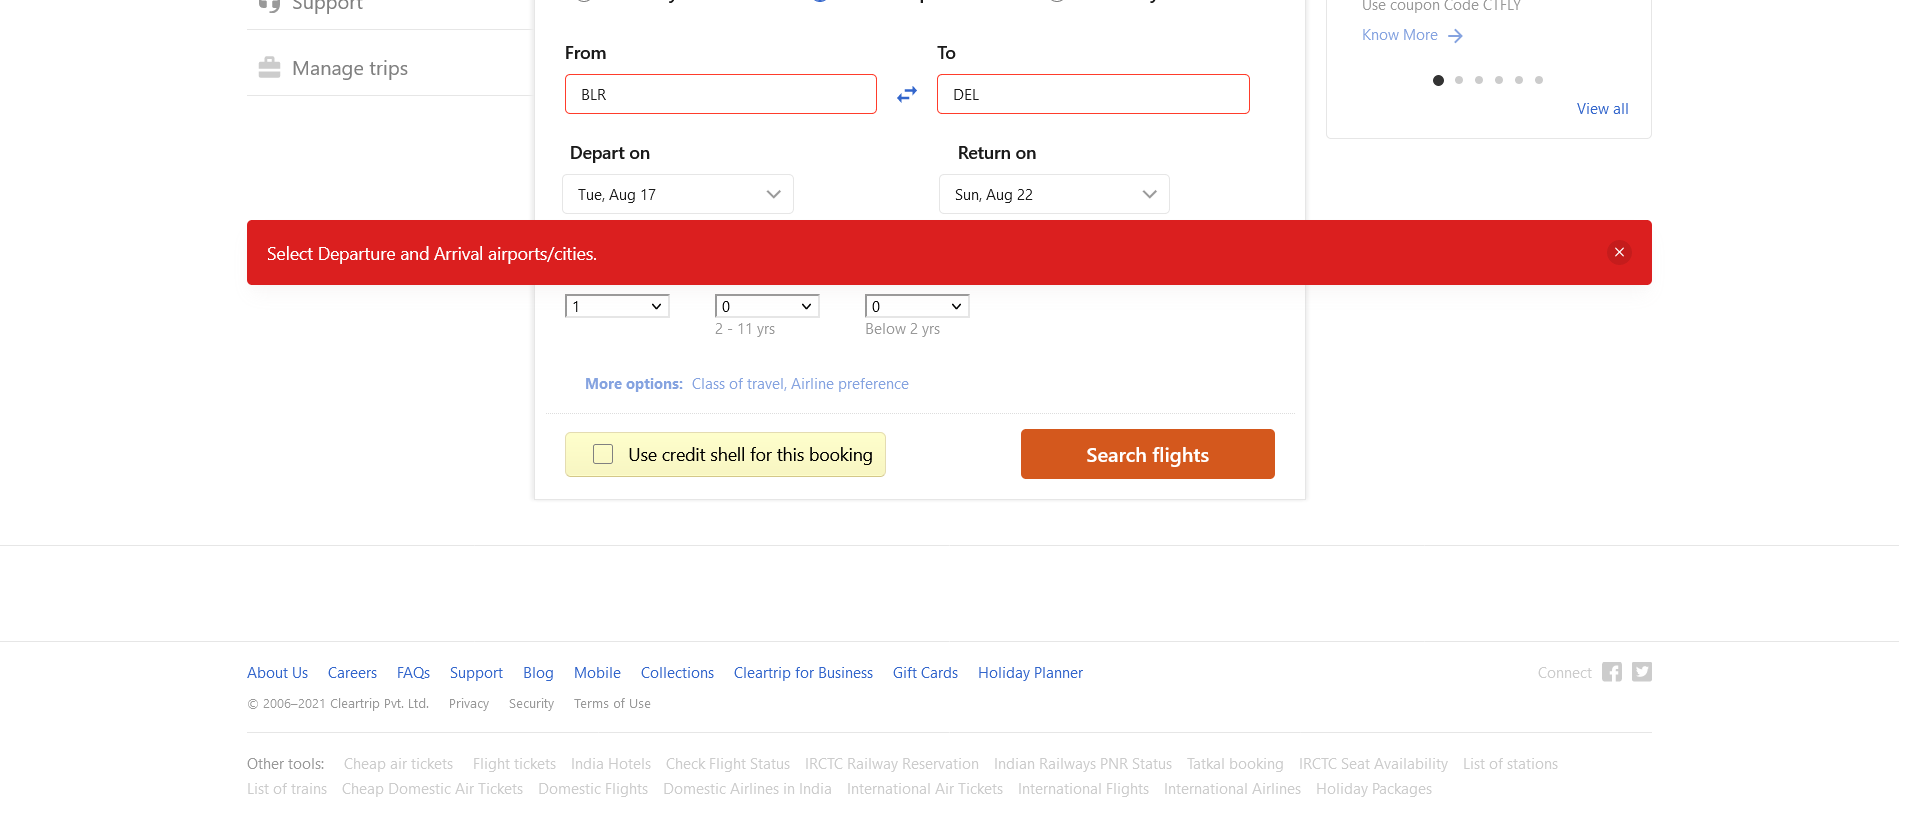 Support
Use coupon Code CTFLY
Know More
Manage trips
From
To
BLR
DEL
View all
Depart on
Return on
Tue, Aug 17
Sun, Aug 22
Select Departure and Arrival airports/cities.
1
0
0
2 - 11 yrs
Below 2 yrs
More options: Class of travel, Airline preference
Use credit shell for this booking
Search flights
About Us Careers FAQs Support Blog Mobile Collections Cleartrip for Business Gift Cards Holiday Planner
Connect
© 2006–2021 Cleartrip Pvt. Ltd. Privacy Security Terms of Use
Other tools: Cheap air tickets Flight tickets India Hotels Check Flight Status IRCTC Railway Reservation Indian Railways PNR Status Tatkal booking IRCTC Seat Availability List of stations
List of trains Cheap Domestic Air Tickets Domestic Flights Domestic Airlines in India International Air Tickets International Flights International Airlines Holiday Packages